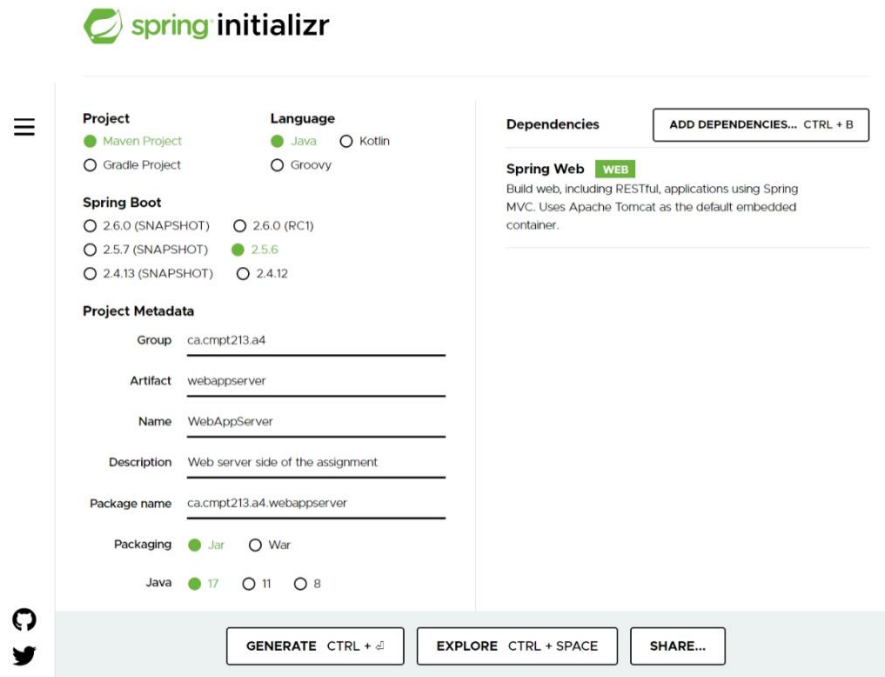 spring initializr
Project
Maven Project
Gradle Project
Language
Java Kotlin
Groovy
Spring Boot
2.6.0 (SNAPSHOT) 2.6.0 (RC1)
2.5.7 (SNAPSHOT) 2.5.6
2.4.13 (SNAPSHOT) 2.4.12
Project Metadata
Group ca.cmpt213.a4
Artifact webappserver
Name WebAppServer
Description Web server side of the assignment
Package name ca.cmpt213.a4.webappserver
Packaging Jar War
Java 17 11 8
Dependencies ADD DEPENDENCIES... CTRL + B
Spring Web WEB
Build web, including RESTful, applications using Spring
MVC. Uses Apache Tomcat as the default embedded
container.
GENERATE CTRL + ⏎ EXPLORE CTRL + SPACE SHARE...